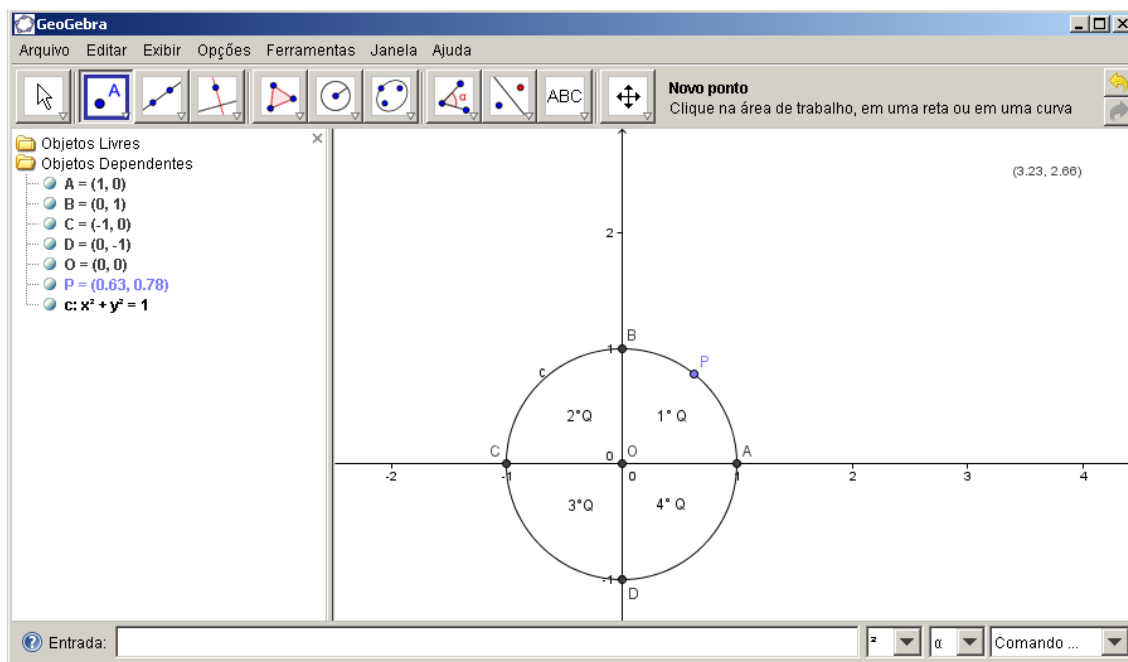 GeoGebra
Arquivo Editar Exibir Opções Ferramentas Janela Ajuda
A α ABC
Novo ponto
Clique na área de trabalho, em uma reta ou em uma curva
Objetos Livres
Objetos Dependentes
A = (1, 0)
B = (0, 1)
C = (-1, 0)
D = (0, -1)
O = (0, 0)
P = (0.63, 0.78)
c: x² + y² = 1
(3.23, 2.66)
2
1 B
P
c
2°Q 1° Q
C 0 O A
-2 -1 0 1 2 3 4
3°Q 4° Q
-1
D
Entrada: ² α Comando ...